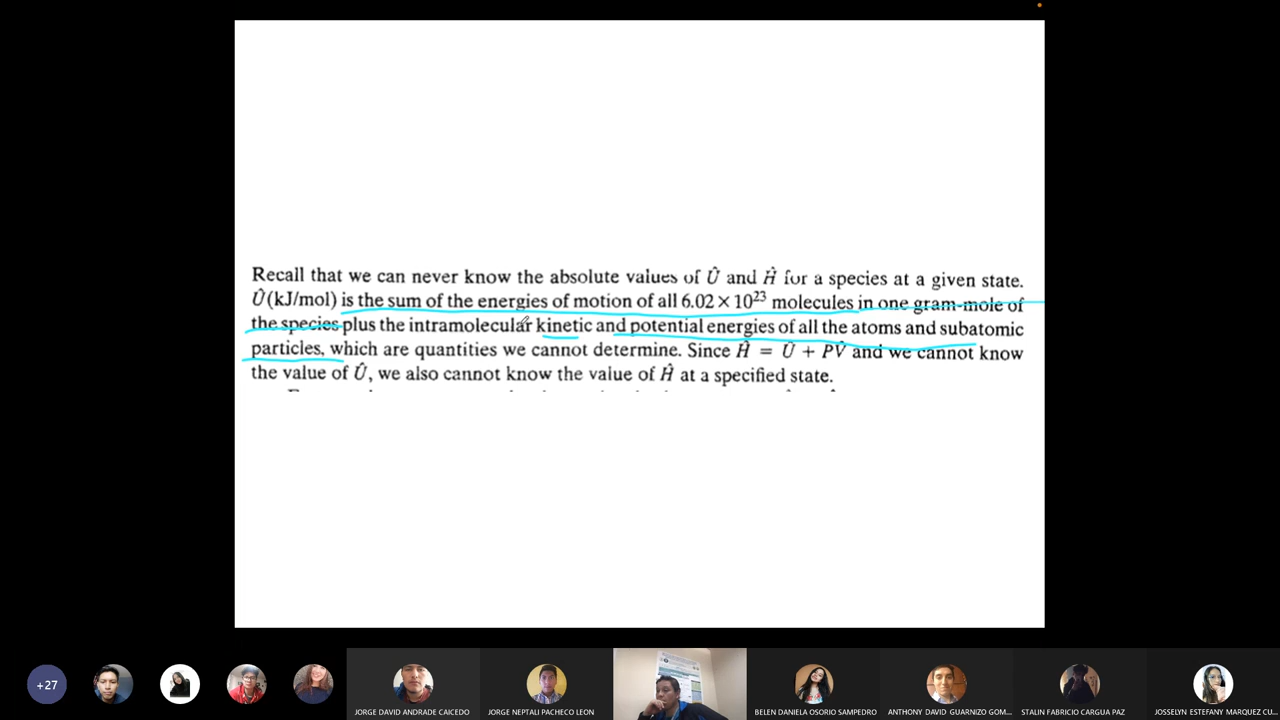 Recall that we can never know the absolute values of Û and Ĥ for a species at a given state.
Û(kJ/mol) is the sum of the energies of motion of all 6.02 × 10²³ molecules in one gram-mole of
the species plus the intramolecular kinetic and potential energies of all the atoms and subatomic
particles, which are quantities we cannot determine. Since Ĥ = Û + PV̂ and we cannot know
the value of Û, we also cannot know the value of Ĥ at a specified state.
+27
JORGE DAVID ANDRADE CAICEDO
JORGE NEPTALI PACHECO LEON
BELEN DANIELA OSORIO SAMPEDRO
ANTHONY DAVID GUARNIZO GOM...
STALIN FABRICIO CARGUA PAZ
JOSSELYN ESTEFANY MARQUEZ CU...